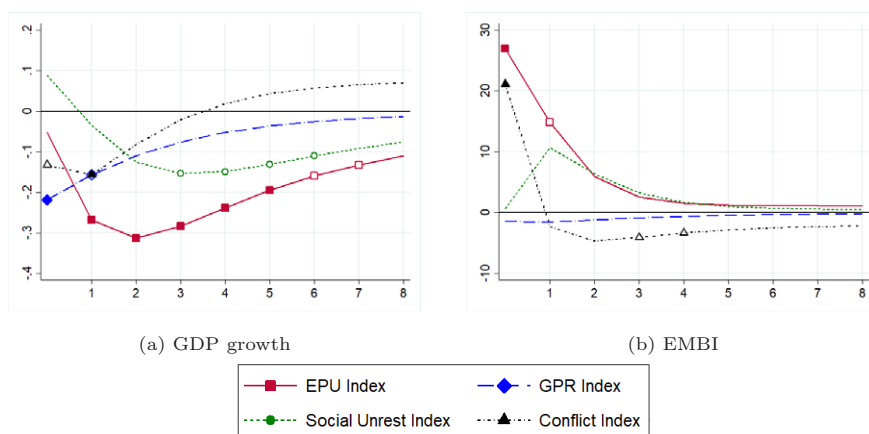 .2
.1
0
-.1
-.2
-.3
-.4
1 2 3 4 5 6 7 8
30
20
10
0
-10
1 2 3 4 5 6 7 8
(a) GDP growth
(b) EMBI
EPU Index
GPR Index
Social Unrest Index
Conflict Index